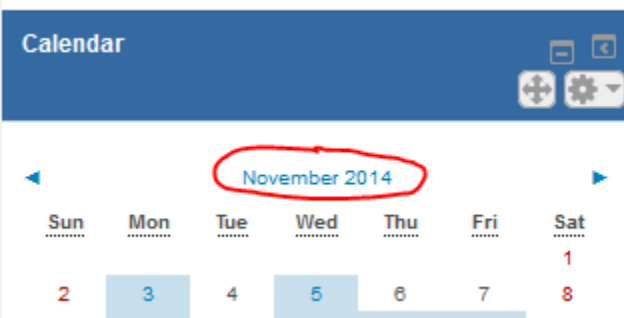 Calendar
◄ November 2014 ►
Sun Mon Tue Wed Thu Fri Sat
1
2 3 4 5 6 7 8